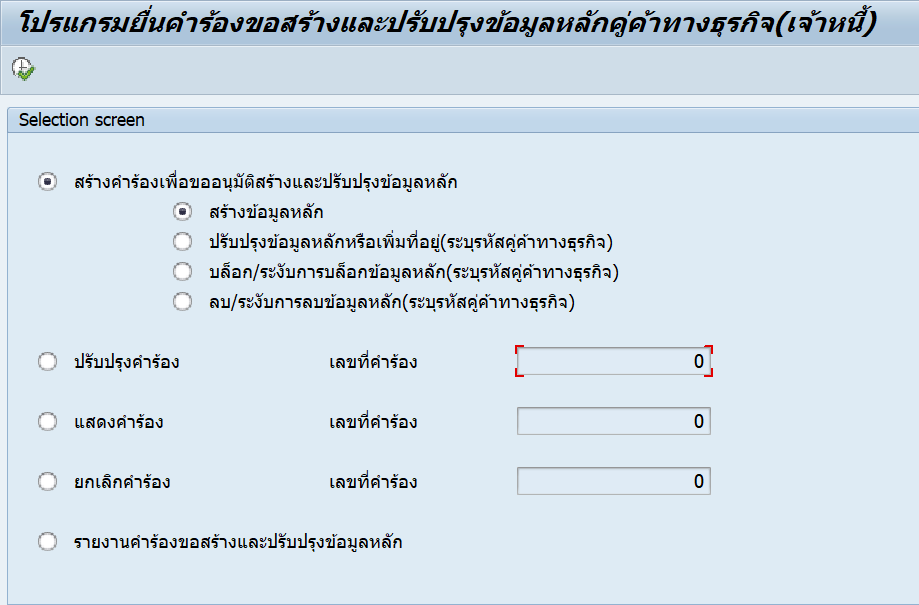 โปรแกรมยื่นคำร้องขอสร้างและปรับปรุงข้อมูลหลักคู่ค้าทางธุรกิจ(เจ้าหนี้)
Selection screen
สร้างคำร้องเพื่อขออนุมัติสร้างและปรับปรุงข้อมูลหลัก
สร้างข้อมูลหลัก
ปรับปรุงข้อมูลหลักหรือเพิ่มที่อยู่(ระบุรหัสคู่ค้าทางธุรกิจ)
บล็อก/ระงับการบล็อกข้อมูลหลัก(ระบุรหัสคู่ค้าทางธุรกิจ)
ลบ/ระงับการลบข้อมูลหลัก(ระบุรหัสคู่ค้าทางธุรกิจ)
ปรับปรุงคำร้อง เลขที่คำร้อง 0
แสดงคำร้อง เลขที่คำร้อง 0
ยกเลิกคำร้อง เลขที่คำร้อง 0
รายงานคำร้องขอสร้างและปรับปรุงข้อมูลหลัก